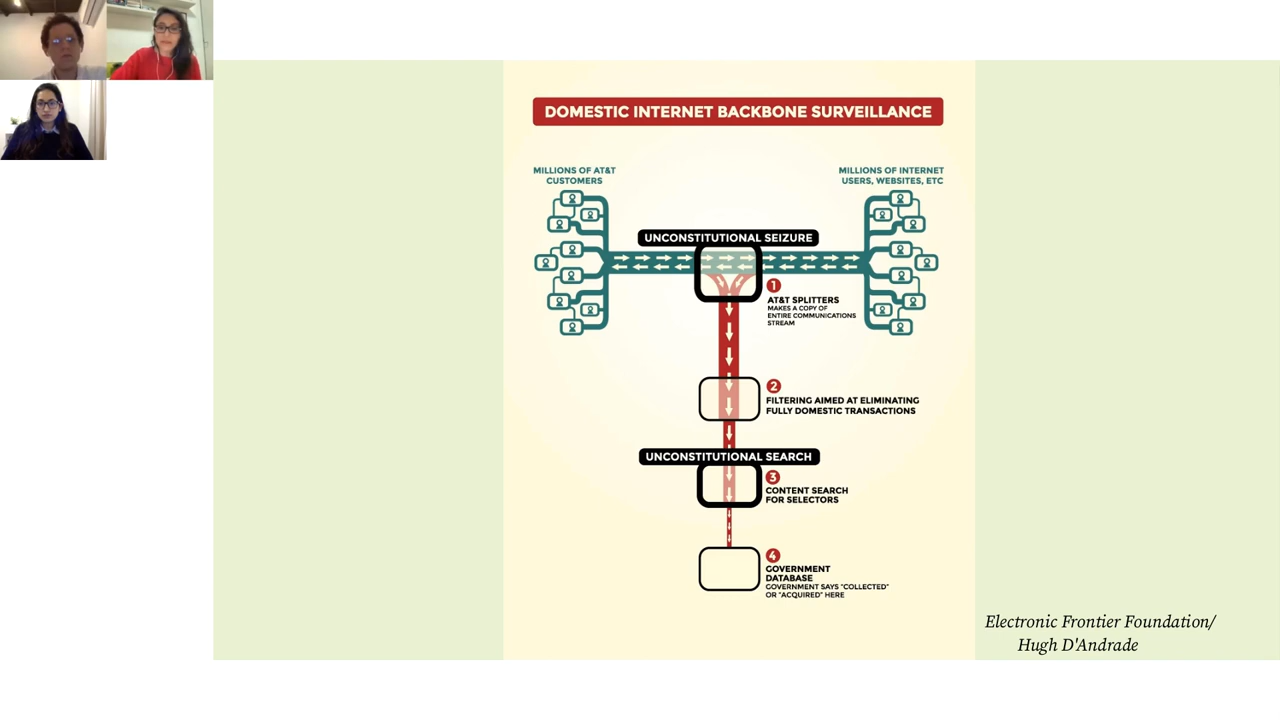 DOMESTIC INTERNET BACKBONE SURVEILLANCE
MILLIONS OF AT&T
CUSTOMERS
MILLIONS OF INTERNET
USERS, WEBSITES, ETC
UNCONSTITUTIONAL SEIZURE
1
AT&T SPLITTERS
MAKES A COPY OF
ENTIRE COMMUNICATIONS
STREAM
2
FILTERING AIMED AT ELIMINATING
FULLY DOMESTIC TRANSACTIONS
UNCONSTITUTIONAL SEARCH
3
CONTENT SEARCH
FOR SELECTORS
4
GOVERNMENT
DATABASE
GOVERNMENT SAYS "COLLECTED"
OR "ACQUIRED" HERE
Electronic Frontier Foundation/
Hugh D'Andrade